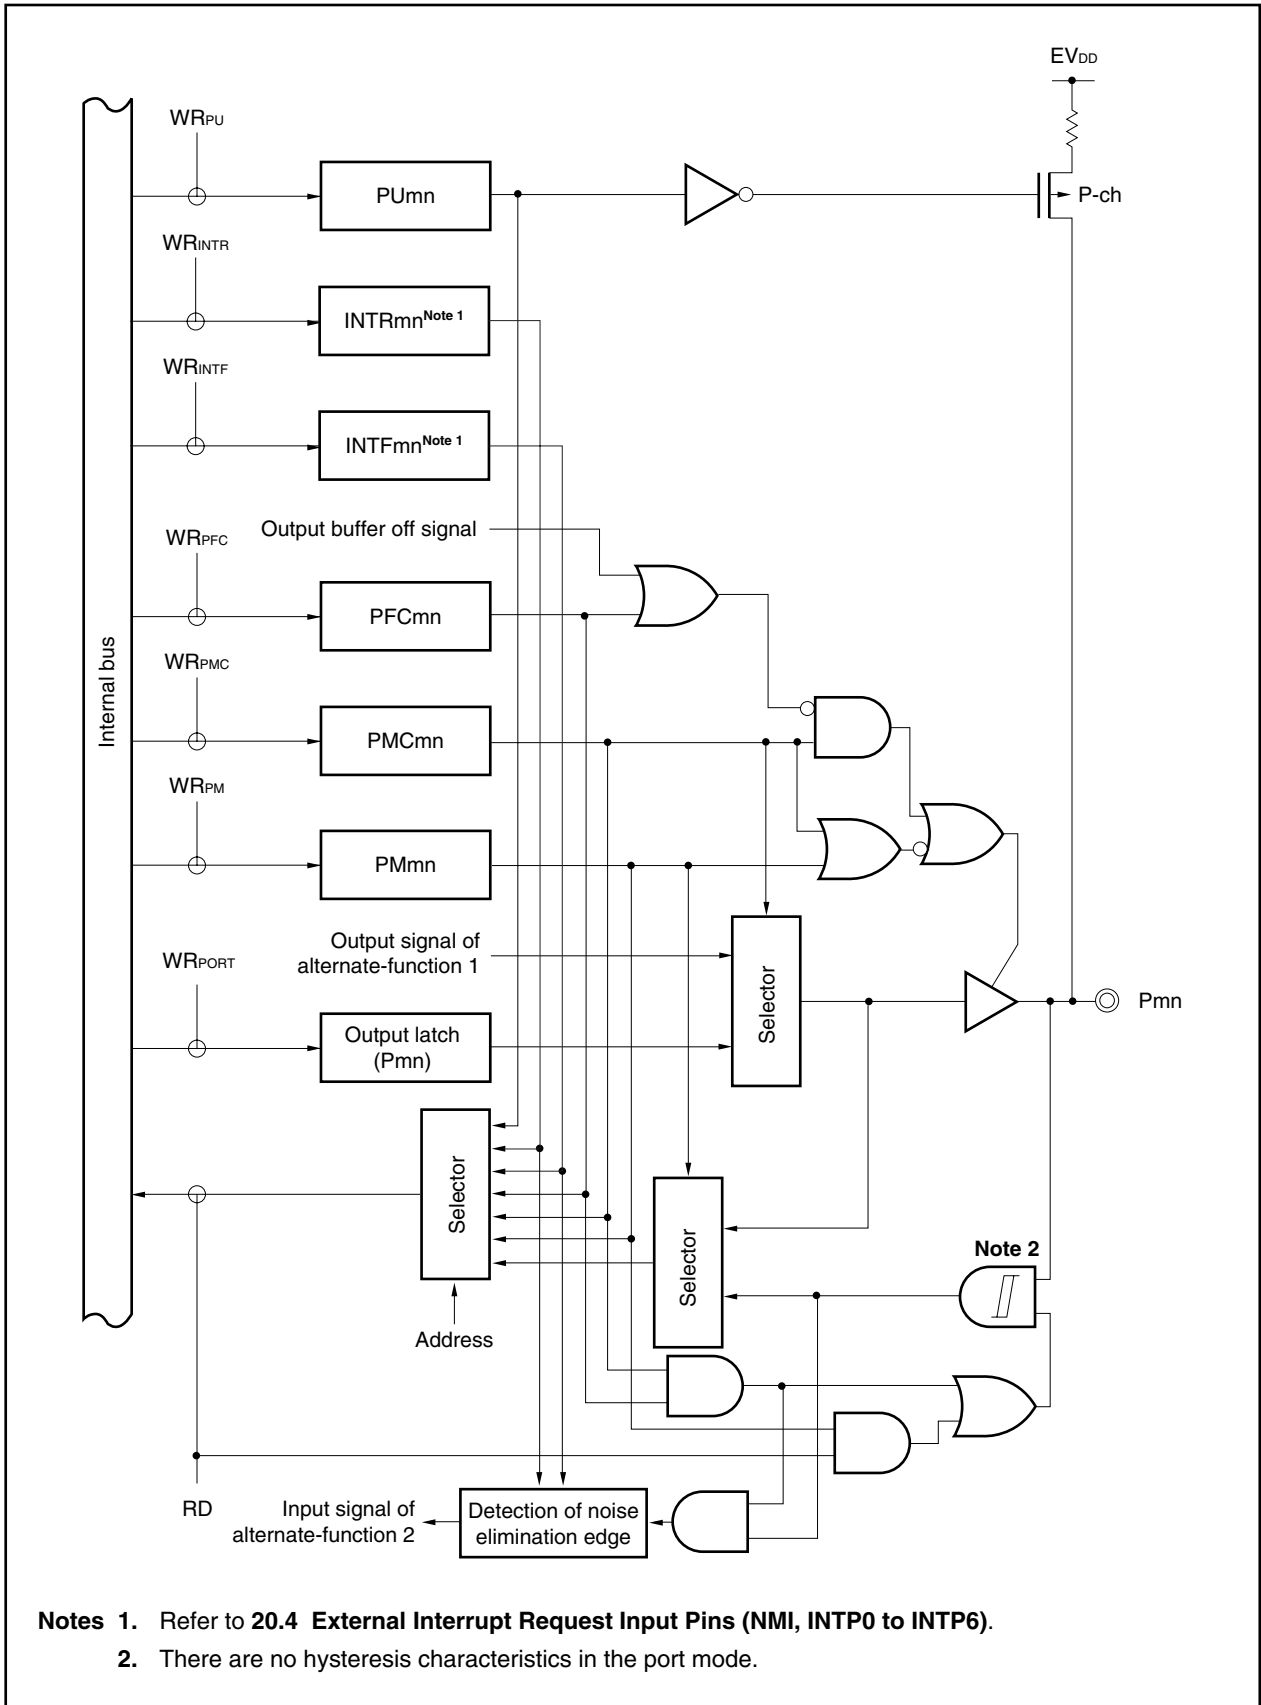 EVDD
WRPU
PUmn
P-ch
WRINTR
INTRmnNote 1
WRINTF
INTFmnNote 1
Output buffer off signal
WRPFC
PFCmn
Internal bus
WRPMC
PMCmn
WRPM
PMmn
Output signal of
alternate-function 1
WRPORT
Selector
Pmn
Output latch
(Pmn)
Selector
Selector
Note 2
Address
RD
Input signal of
alternate-function 2
Detection of noise
elimination edge
Notes 1. Refer to 20.4 External Interrupt Request Input Pins (NMI, INTP0 to INTP6).
2. There are no hysteresis characteristics in the port mode.